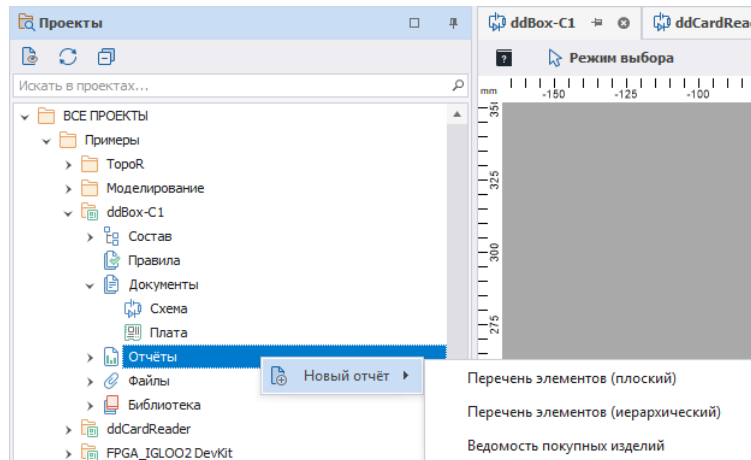 Проекты
ddBox-C1
ddCardRea
Режим выбора
Искать в проектах...
mm
-150 -125 -100
350
325
300
275
ВСЕ ПРОЕКТЫ
Примеры
TopoR
Моделирование
ddBox-C1
Состав
Правила
Документы
Схема
Плата
Отчёты
Новый отчёт
Перечень элементов (плоский)
Файлы
Перечень элементов (иерархический)
Библиотека
ddCardReader
Ведомость покупных изделий
FPGA_IGLOO2 DevKit